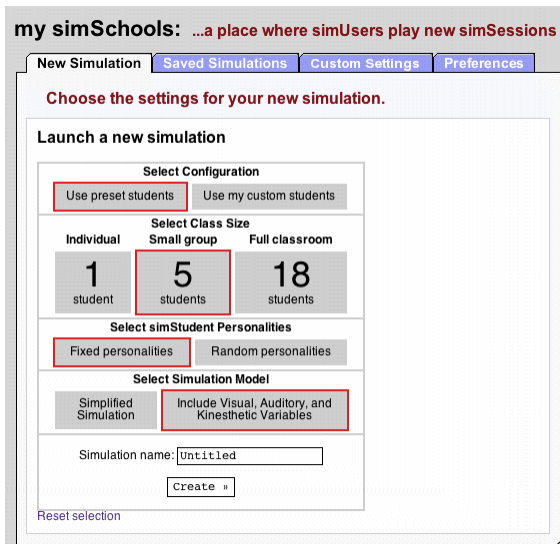 my simSchools: ...a place where simUsers play new simSessions
New Simulation Saved Simulations Custom Settings Preferences
Choose the settings for your new simulation.
Launch a new simulation
Select Configuration
Use preset students Use my custom students
Select Class Size
Individual Small group Full classroom
1 5 18
student students students
Select simStudent Personalities
Fixed personalities Random personalities
Select Simulation Model
Simplified Include Visual, Auditory, and
Simulation Kinesthetic Variables
Simulation name: Untitled
Create »
Reset selection